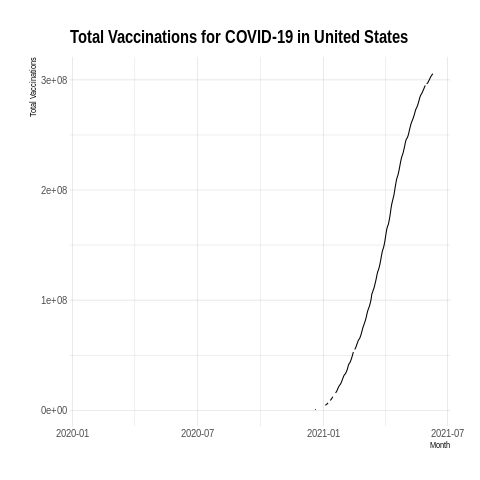 Total Vaccinations for COVID-19 in United States
Total Vaccinations
3e+08
2e+08
1e+08
0e+00
2020-01
2020-07
2021-01
2021-07
Month